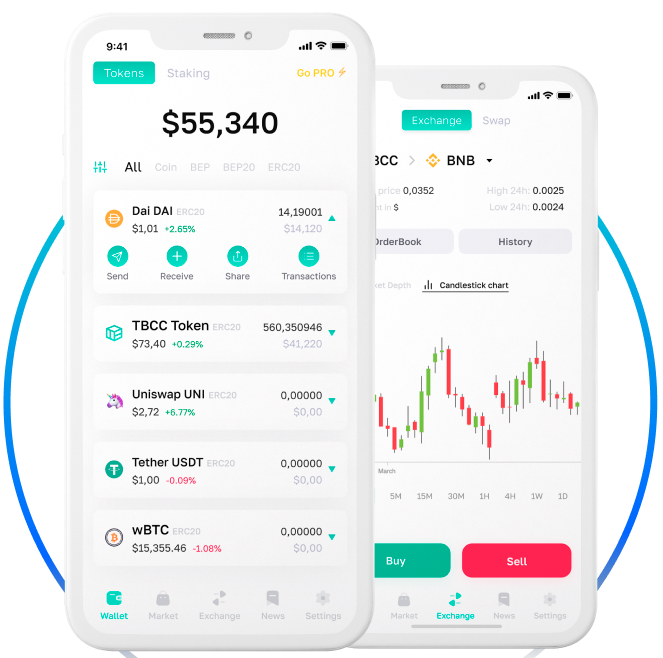 9:41
Tokens Staking Go PRO
$55,340
All Coin BEP BEP20 ERC20
Dai DAI ERC20 14,19001
$1,01 +2.65% $14,120
Send Receive Share Transactions
TBCC Token ERC20 560,350946
$73,40 +0.29% $41,220
Uniswap UNI ERC20 0,00000
$2,72 +6.77% $0,00
Tether USDT ERC20 0,00000
$1,00 -0.09% $0,00
wBTC ERC20 0,00000
$15,355.46 -1.08% $0,00
Wallet Market Exchange News Settings
Exchange Swap
BCC > BNB
price 0,0352 High 24h: 0.0025
nt in $ Low 24h: 0.0024
OrderBook History
ket Depth Candlestick chart
March
5M 15M 30M 1H 4H 1W 1D
Buy Sell
Market Exchange News Settings